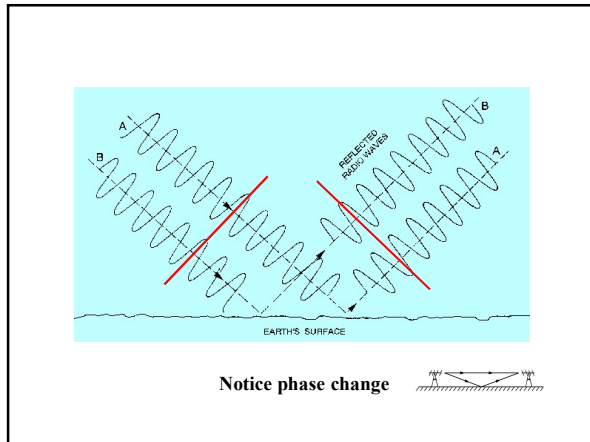 A
B
REFLECTED
RADIO WAVES
B
A
EARTH'S SURFACE
Notice phase change